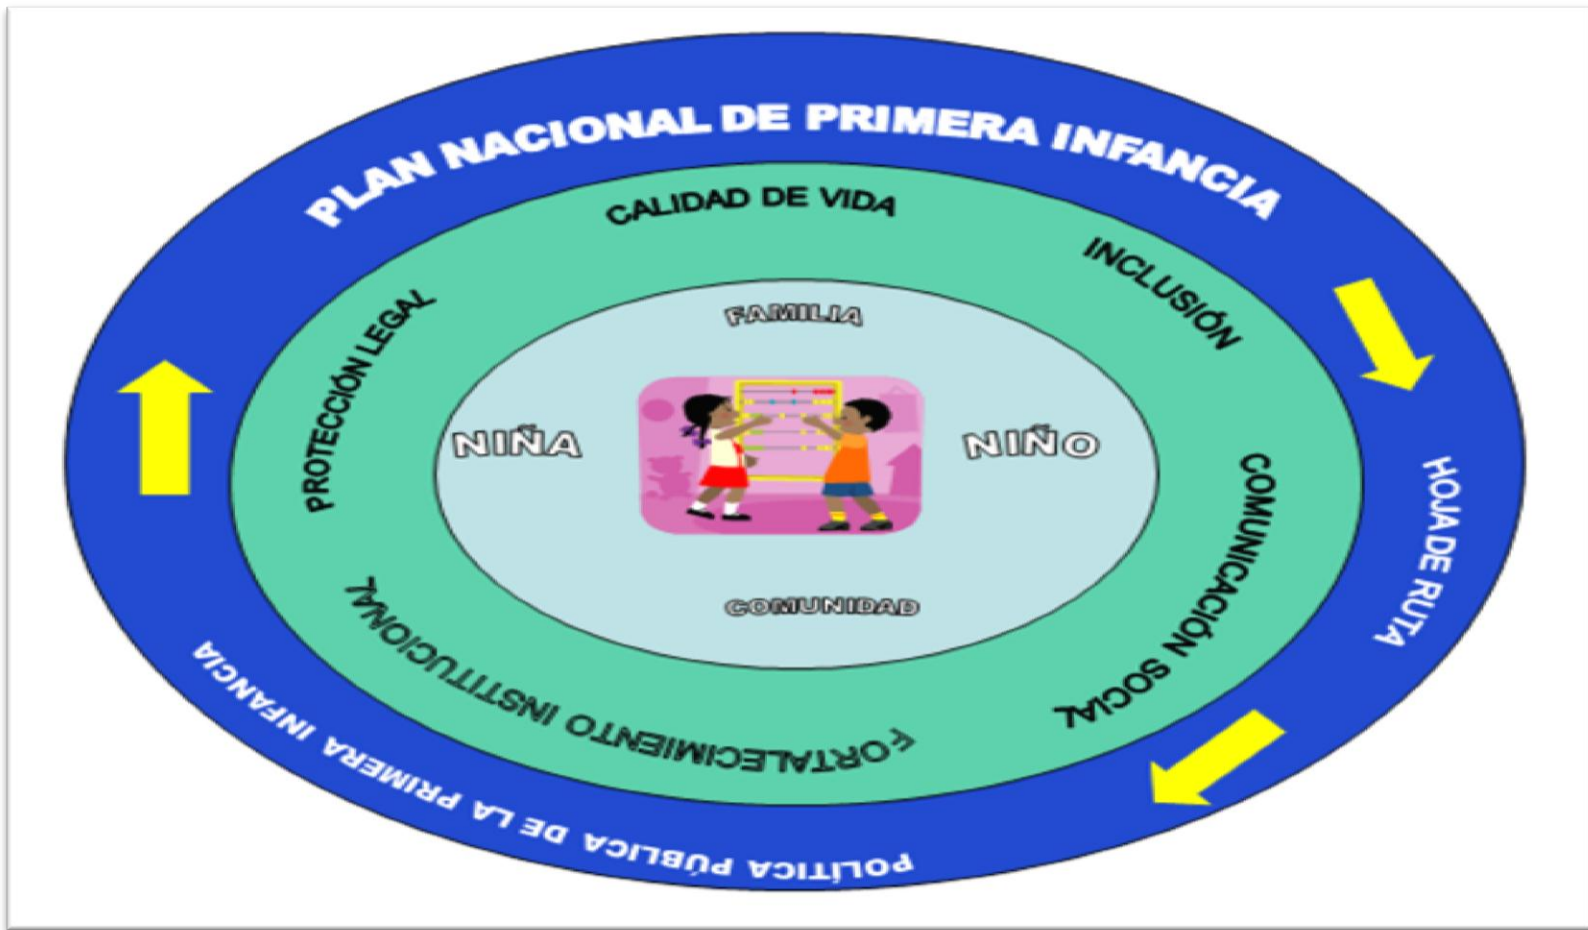 PLAN NACIONAL DE PRIMERA INFANCIA
CALIDAD DE VIDA
INCLUSIÓN
PROTECCIÓN LEGAL
FAMILIA
NIÑA
NIÑO
COMUNICACIÓN SOCIAL
HOJA DE RUTA
COMUNIDAD
FORTALECIMIENTO INSTITUCIONAL
POLÍTICA PÚBLICA DE LA PRIMERA INFANCIA